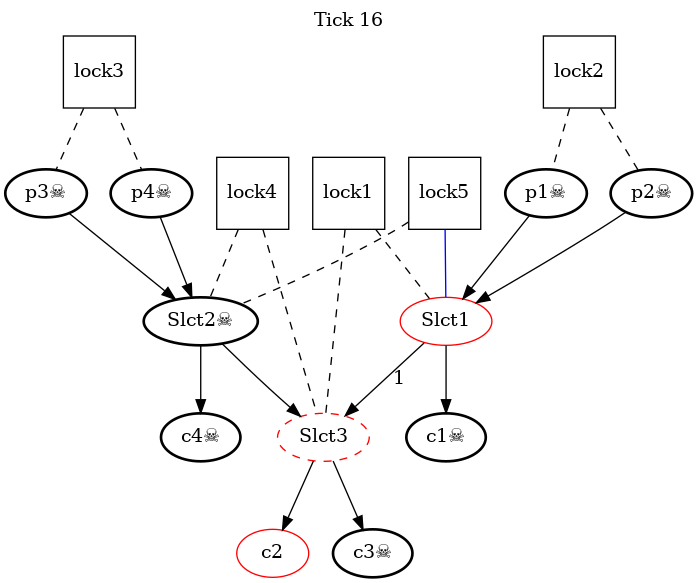 Tick 16
lock3
lock2
p3☠
p4☠
lock4
lock1
lock5
p1☠
p2☠
Slct2☠
Slct1
1
c4☠
Slct3
c1☠
c2
c3☠